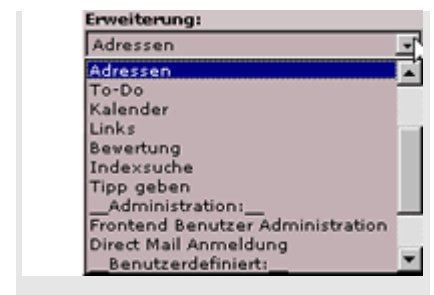 Erweiterung:
Adressen
Adressen
To-Do
Kalender
Links
Bewertung
Indexsuche
Tipp geben
__Administration:__
Frontend Benutzer Administration
Direct Mail Anmeldung
__Benutzerdefiniert:__